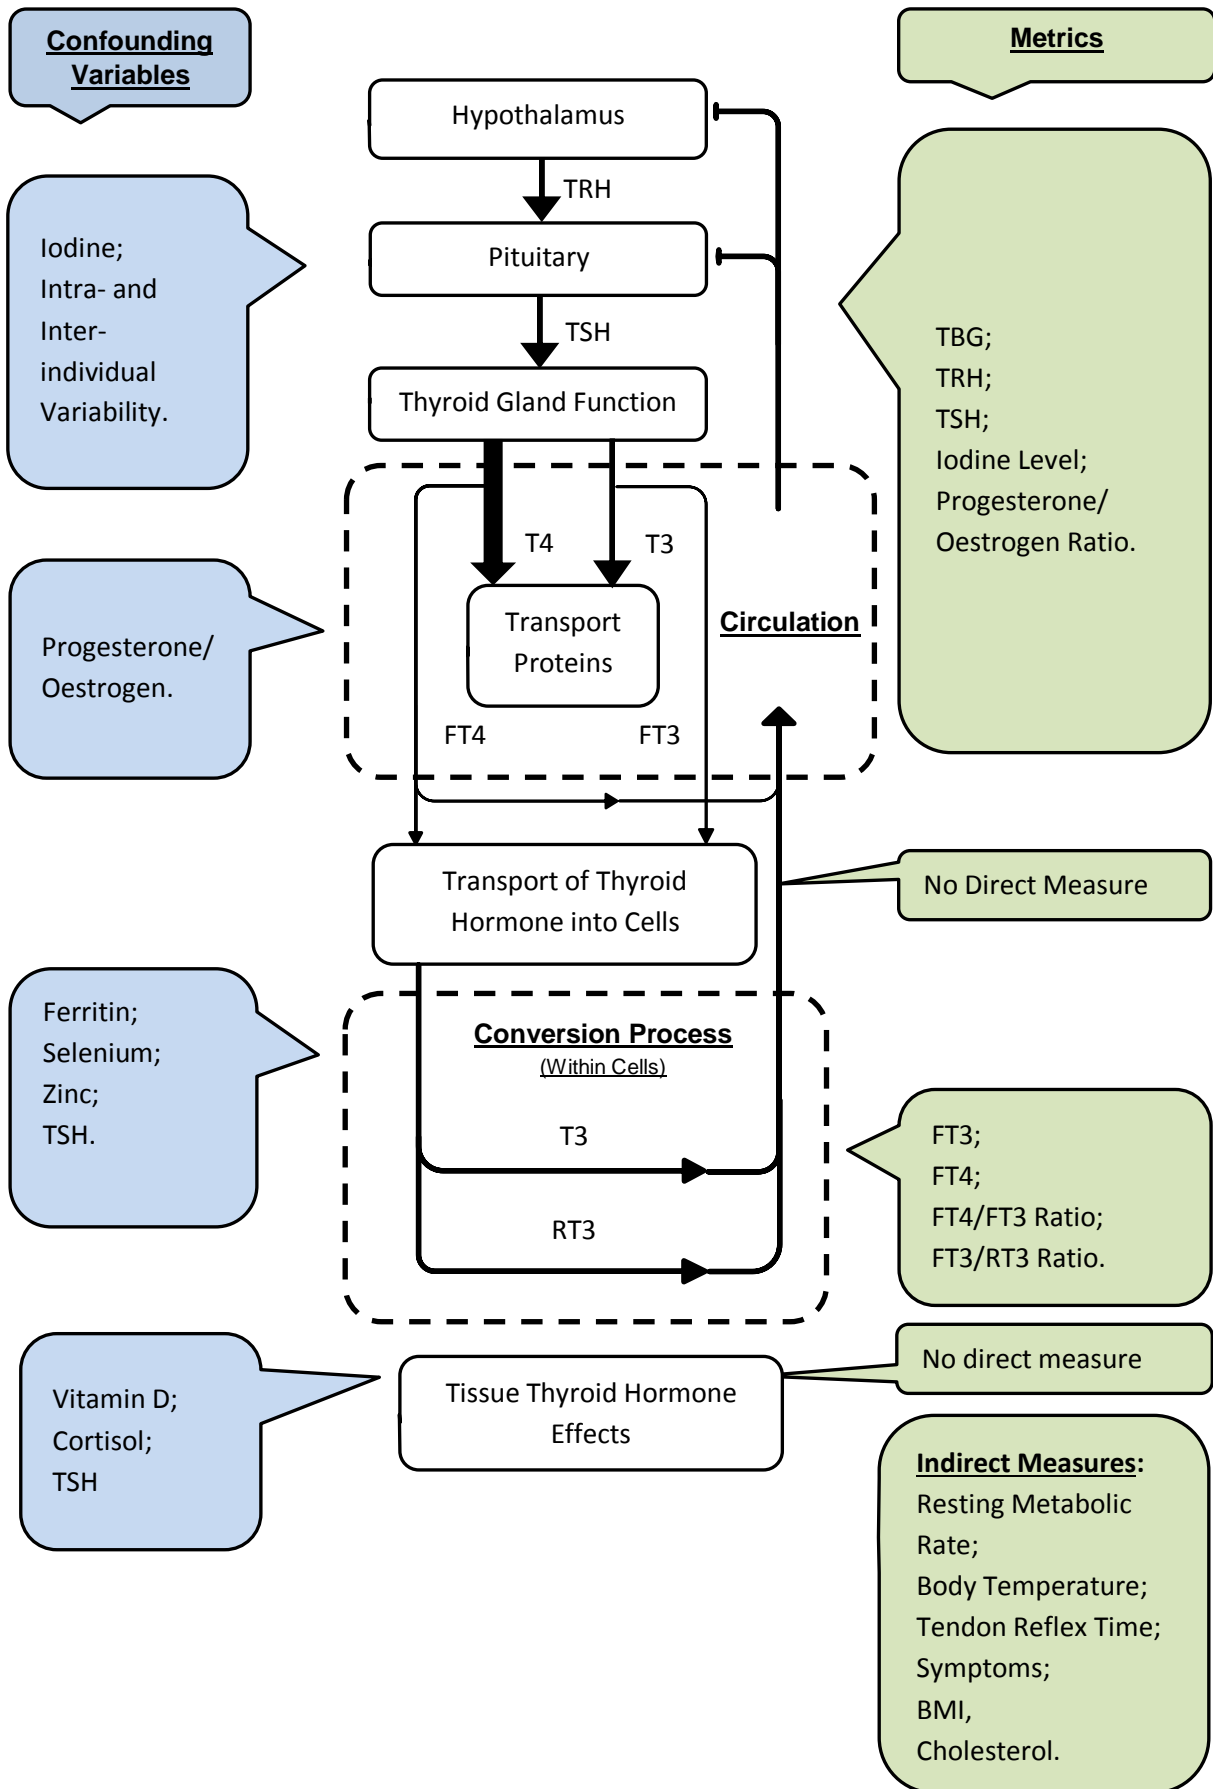 Confounding
Variables
Metrics
Hypothalamus
TRH
Pituitary
TSH
Thyroid Gland Function
Iodine;
Intra- and
Inter-
individual
Variability.
TBG;
TRH;
TSH;
Iodine Level;
Progesterone/
Oestrogen Ratio.
T4
T3
Transport
Proteins
Circulation
FT4
FT3
Progesterone/
Oestrogen.
Transport of Thyroid
Hormone into Cells
No Direct Measure
Ferritin;
Selenium;
Zinc;
TSH.
Conversion Process
(Within Cells)
T3
RT3
FT3;
FT4;
FT4/FT3 Ratio;
FT3/RT3 Ratio.
Vitamin D;
Cortisol;
TSH
Tissue Thyroid Hormone
Effects
No direct measure
Indirect Measures:
Resting Metabolic
Rate;
Body Temperature;
Tendon Reflex Time;
Symptoms;
BMI,
Cholesterol.